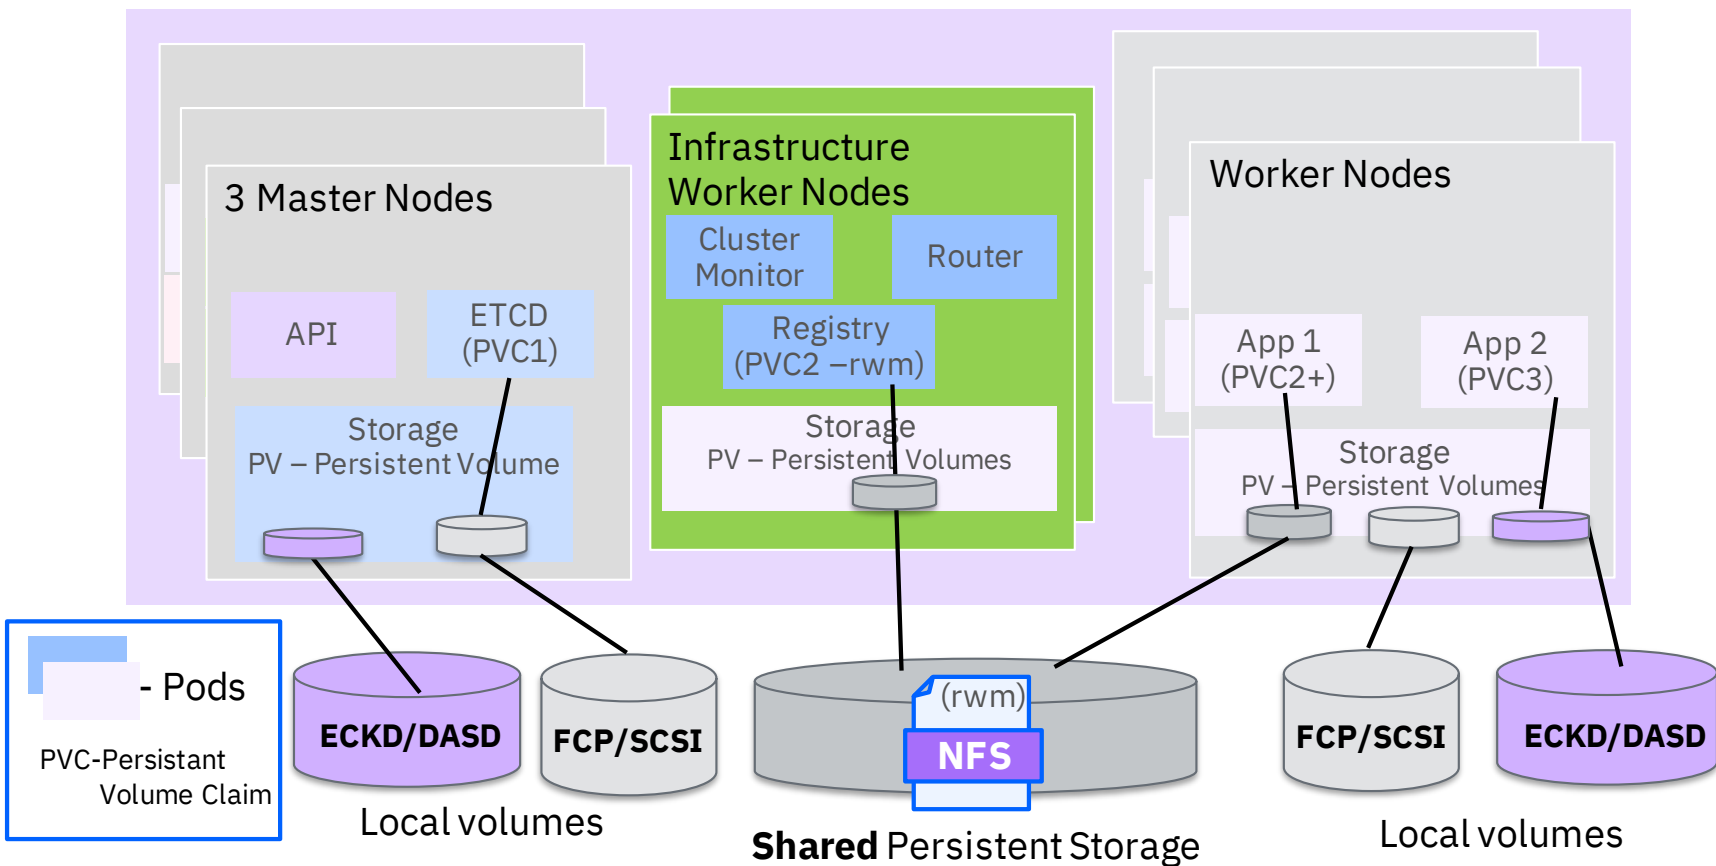 3 Master Nodes
API
ETCD
(PVC1)
Storage
PV – Persistent Volume
Infrastructure
Worker Nodes
Cluster
Monitor
Router
Registry
(PVC2 –rwm)
Storage
PV – Persistent Volumes
Worker Nodes
App 1
(PVC2+)
App 2
(PVC3)
Storage
PV – Persistent Volumes
- Pods
PVC-Persistant
Volume Claim
ECKD/DASD
FCP/SCSI
Local volumes
(rwm)
NFS
Shared Persistent Storage
FCP/SCSI
ECKD/DASD
Local volumes